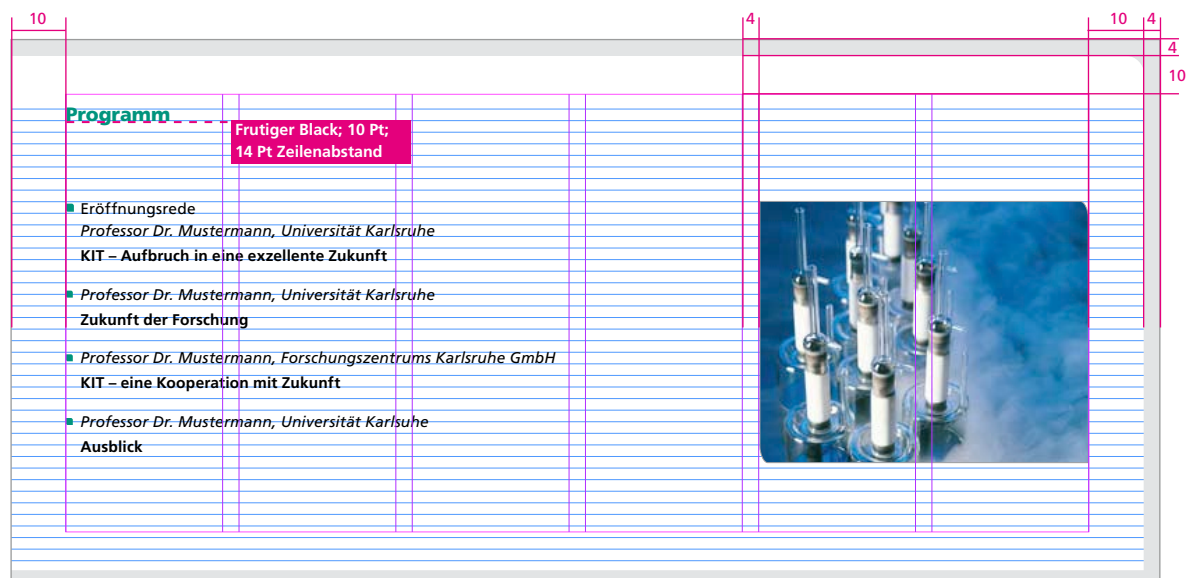 10
4
10
4
4
10
Programm
Frutiger Black; 10 Pt;
14 Pt Zeilenabstand
Eröffnungsrede
Professor Dr. Mustermann, Universität Karlsruhe
KIT – Aufbruch in eine exzellente Zukunft
Professor Dr. Mustermann, Universität Karlsruhe
Zukunft der Forschung
Professor Dr. Mustermann, Forschungszentrums Karlsruhe GmbH
KIT – eine Kooperation mit Zukunft
Professor Dr. Mustermann, Universität Karlsuhe
Ausblick